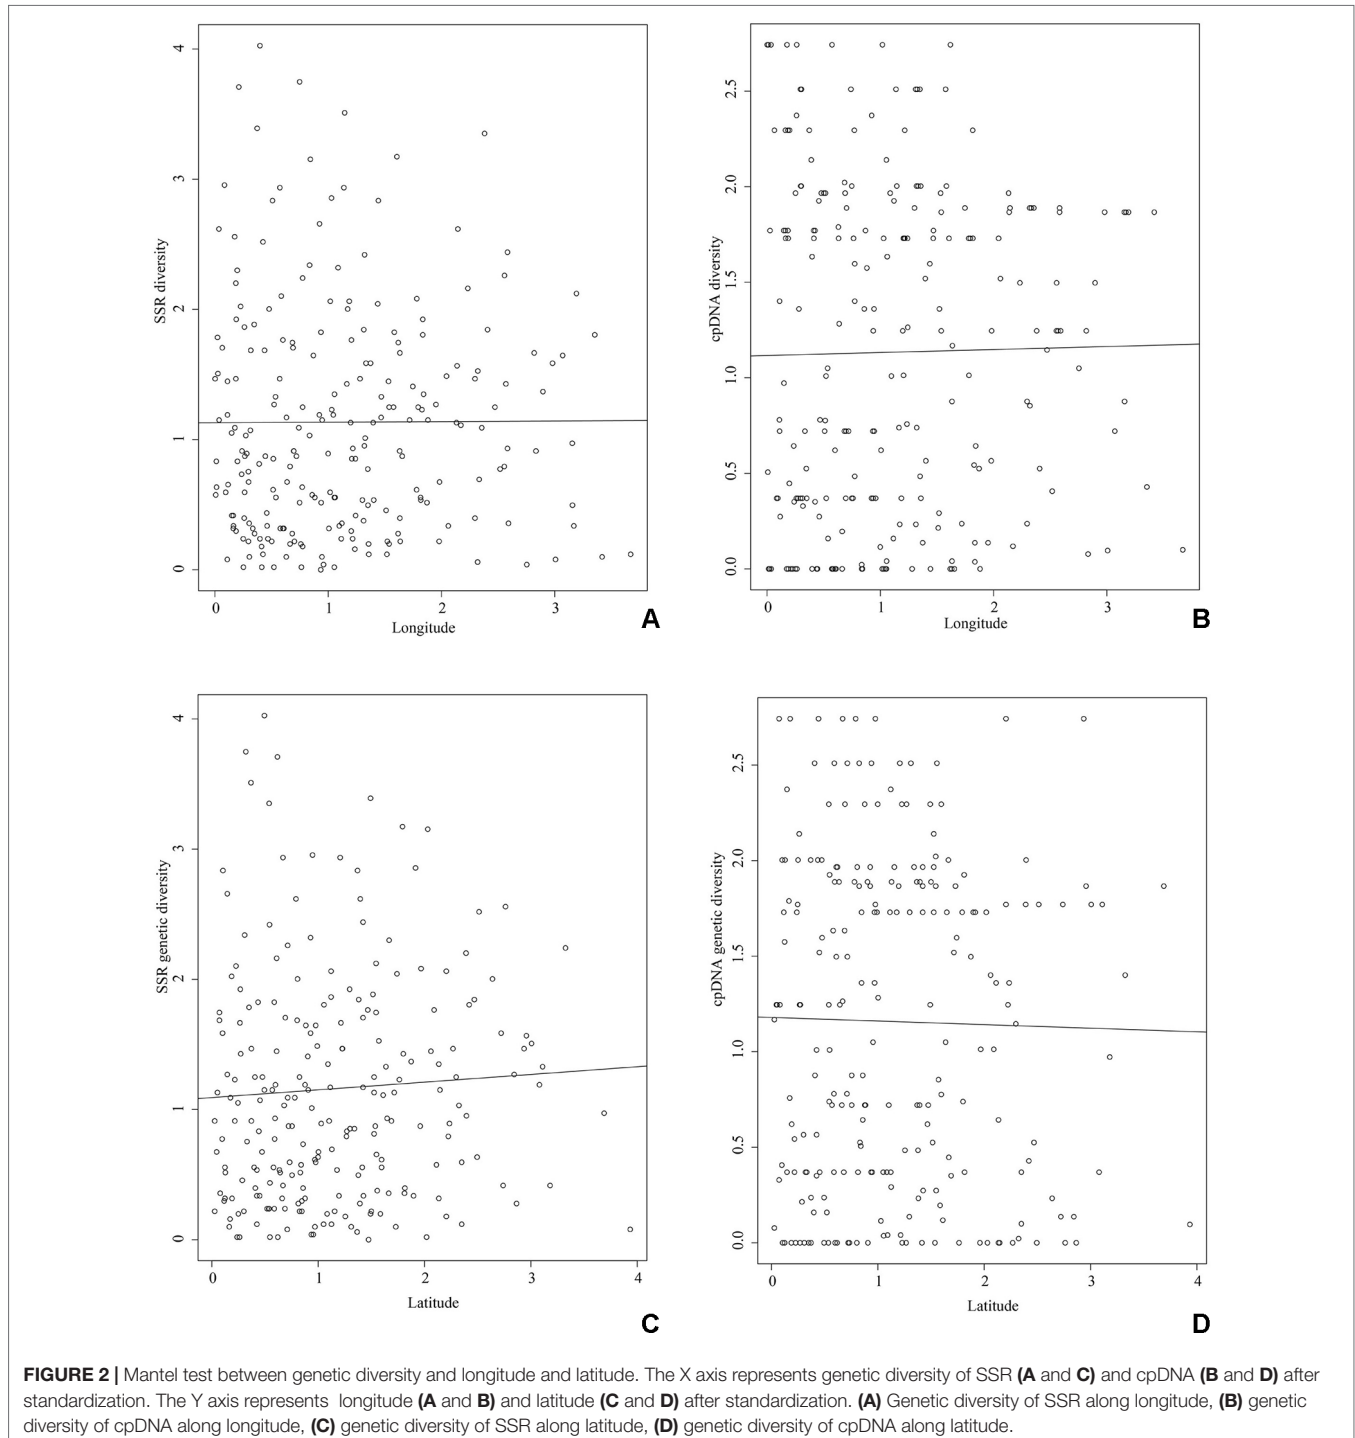 4
3
2
1
0
SSR diversity
0 1 2 3
Longitude
A
2.5
2.0
1.5
1.0
0.5
0.0
cpDNA diversity
0 1 2 3
Longitude
B
4
3
2
1
0
SSR genetic diversity
0 1 2 3 4
Latitude
C
2.5
2.0
1.5
1.0
0.5
0.0
cpDNA genetic diversity
0 1 2 3 4
Latitude
D
FIGURE 2 | Mantel test between genetic diversity and longitude and latitude. The X axis represents genetic diversity of SSR (A and C) and cpDNA (B and D) after
standardization. The Y axis represents longitude (A and B) and latitude (C and D) after standardization. (A) Genetic diversity of SSR along longitude, (B) genetic
diversity of cpDNA along longitude, (C) genetic diversity of SSR along latitude, (D) genetic diversity of cpDNA along latitude.